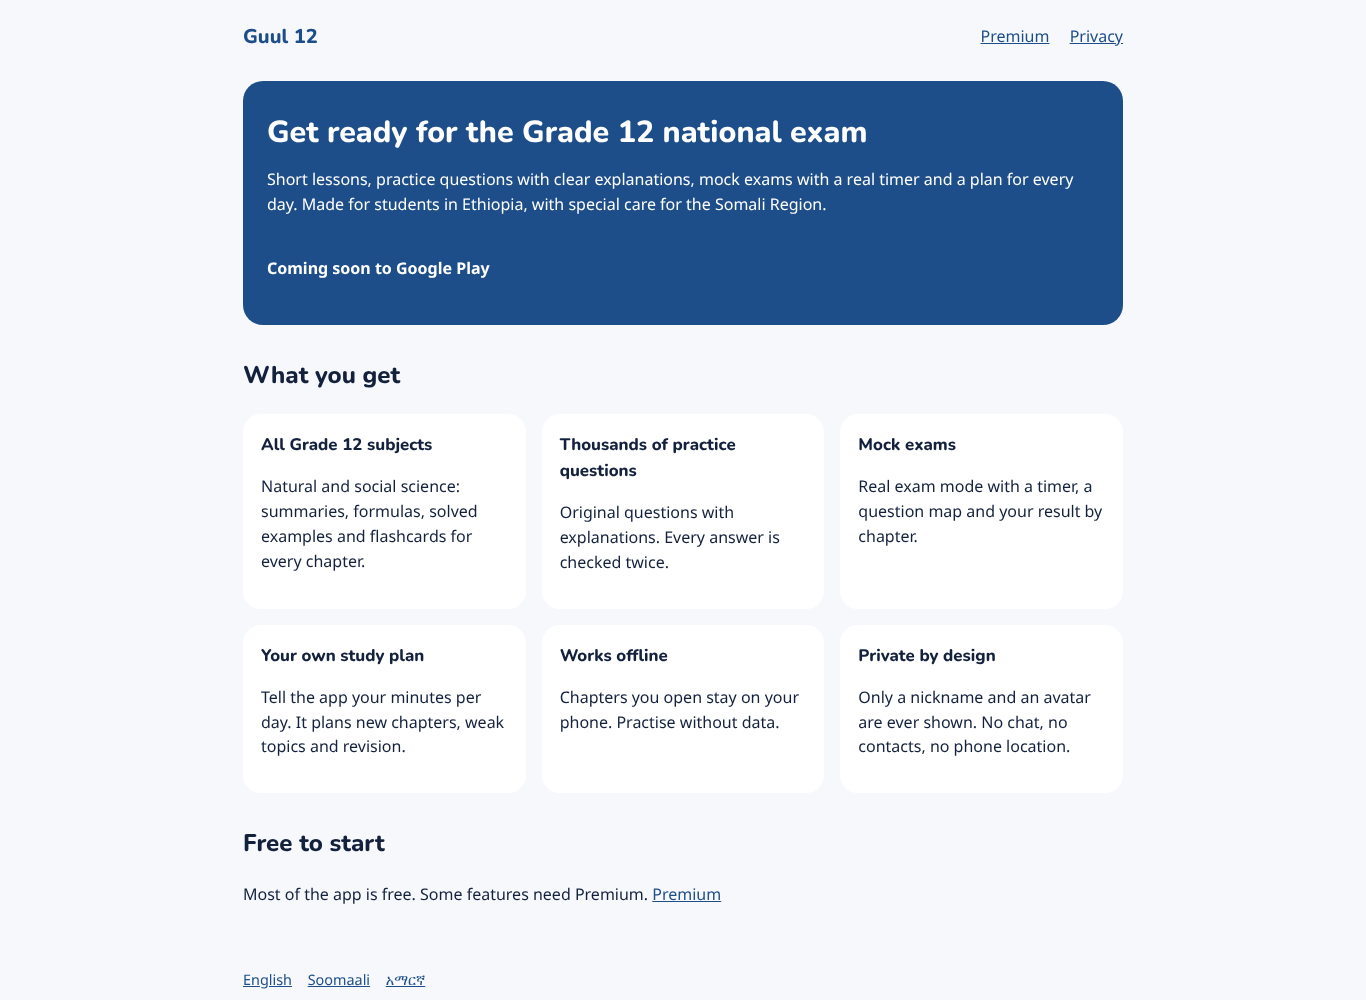 Guul 12
Premium Privacy
Get ready for the Grade 12 national exam
Short lessons, practice questions with clear explanations, mock exams with a real timer and a plan for every
day. Made for students in Ethiopia, with special care for the Somali Region.
Coming soon to Google Play
What you get
All Grade 12 subjects
Natural and social science:
summaries, formulas, solved
examples and flashcards for
every chapter.
Thousands of practice
questions
Original questions with
explanations. Every answer is
checked twice.
Mock exams
Real exam mode with a timer, a
question map and your result by
chapter.
Your own study plan
Tell the app your minutes per
day. It plans new chapters, weak
topics and revision.
Works offline
Chapters you open stay on your
phone. Practise without data.
Private by design
Only a nickname and an avatar
are ever shown. No chat, no
contacts, no phone location.
Free to start
Most of the app is free. Some features need Premium. Premium
English Soomaali አማርኛ